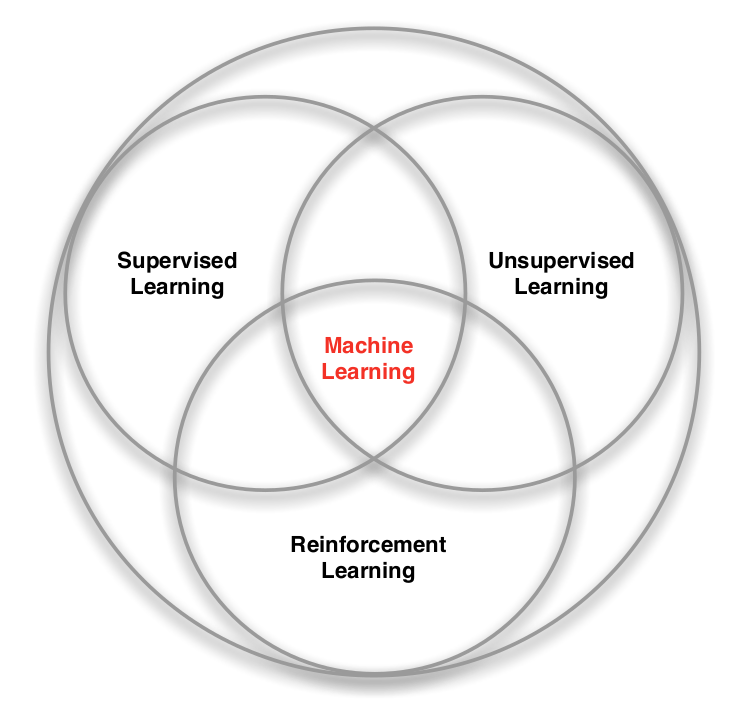 Supervised
Learning
Unsupervised
Learning
Machine
Learning
Reinforcement
Learning